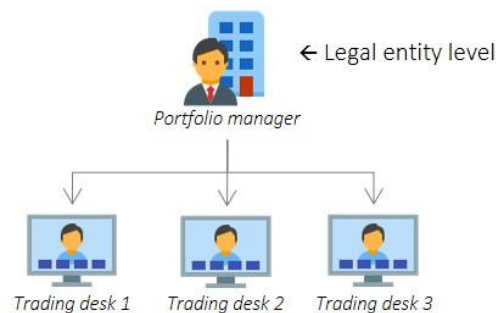 ← Legal entity level
Portfolio manager
Trading desk 1
Trading desk 2
Trading desk 3